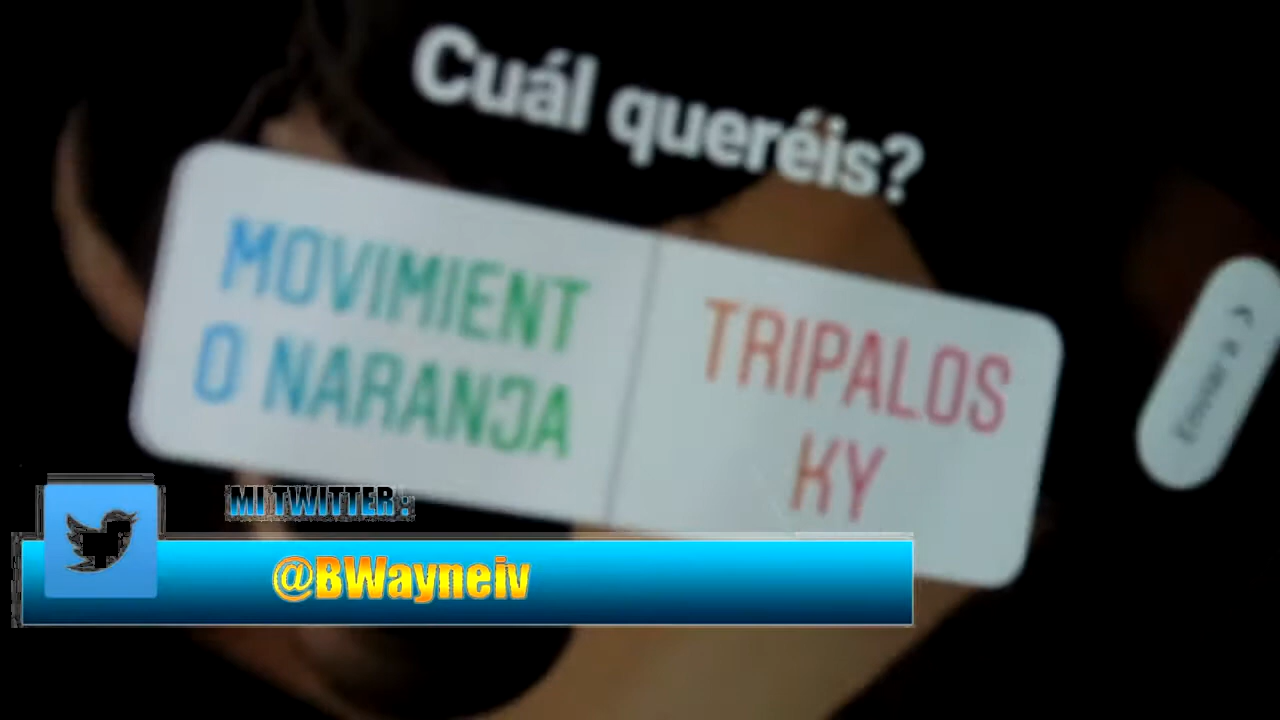 Cuál queréis?
MOVIMIENT
O NARANJA
TRIPALOS
KY
MI TWITTER :
@BWayneiv